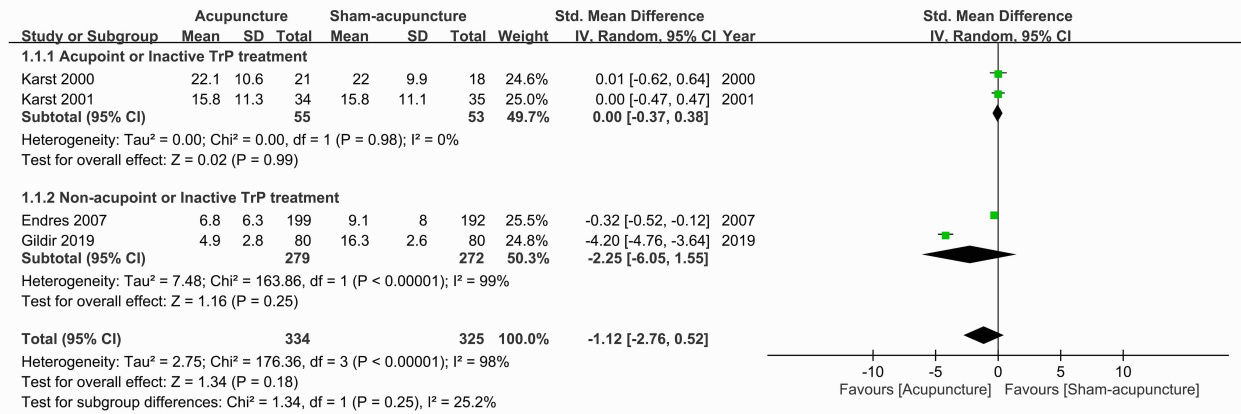 Acupuncture Sham-acupuncture Std. Mean Difference Std. Mean Difference
Study or Subgroup Mean SD Total Mean SD Total Weight IV, Random, 95% CI Year IV, Random, 95% CI
1.1.1 Acupoint or Inactive TrP treatment
Karst 2000 22.1 10.6 21 22 9.9 18 24.6% 0.01 [-0.62, 0.64] 2000
Karst 2001 15.8 11.3 34 15.8 11.1 35 25.0% 0.00 [-0.47, 0.47] 2001
Subtotal (95% CI) 55 53 49.7% 0.00 [-0.37, 0.38]
Heterogeneity: Tau² = 0.00; Chi² = 0.00, df = 1 (P = 0.98); I² = 0%
Test for overall effect: Z = 0.02 (P = 0.99)
1.1.2 Non-acupoint or Inactive TrP treatment
Endres 2007 6.8 6.3 199 9.1 8 192 25.5% -0.32 [-0.52, -0.12] 2007
Gildir 2019 4.9 2.8 80 16.3 2.6 80 24.8% -4.20 [-4.76, -3.64] 2019
Subtotal (95% CI) 279 272 50.3% -2.25 [-6.05, 1.55]
Heterogeneity: Tau² = 7.48; Chi² = 163.86, df = 1 (P < 0.00001); I² = 99%
Test for overall effect: Z = 1.16 (P = 0.25)
Total (95% CI) 334 325 100.0% -1.12 [-2.76, 0.52]
Heterogeneity: Tau² = 2.75; Chi² = 176.36, df = 3 (P < 0.00001); I² = 98%
Test for overall effect: Z = 1.34 (P = 0.18)
Test for subgroup differences: Chi² = 1.34, df = 1 (P = 0.25), I² = 25.2%
-10 -5 0 5 10
Favours [Acupuncture] Favours [Sham-acupuncture]